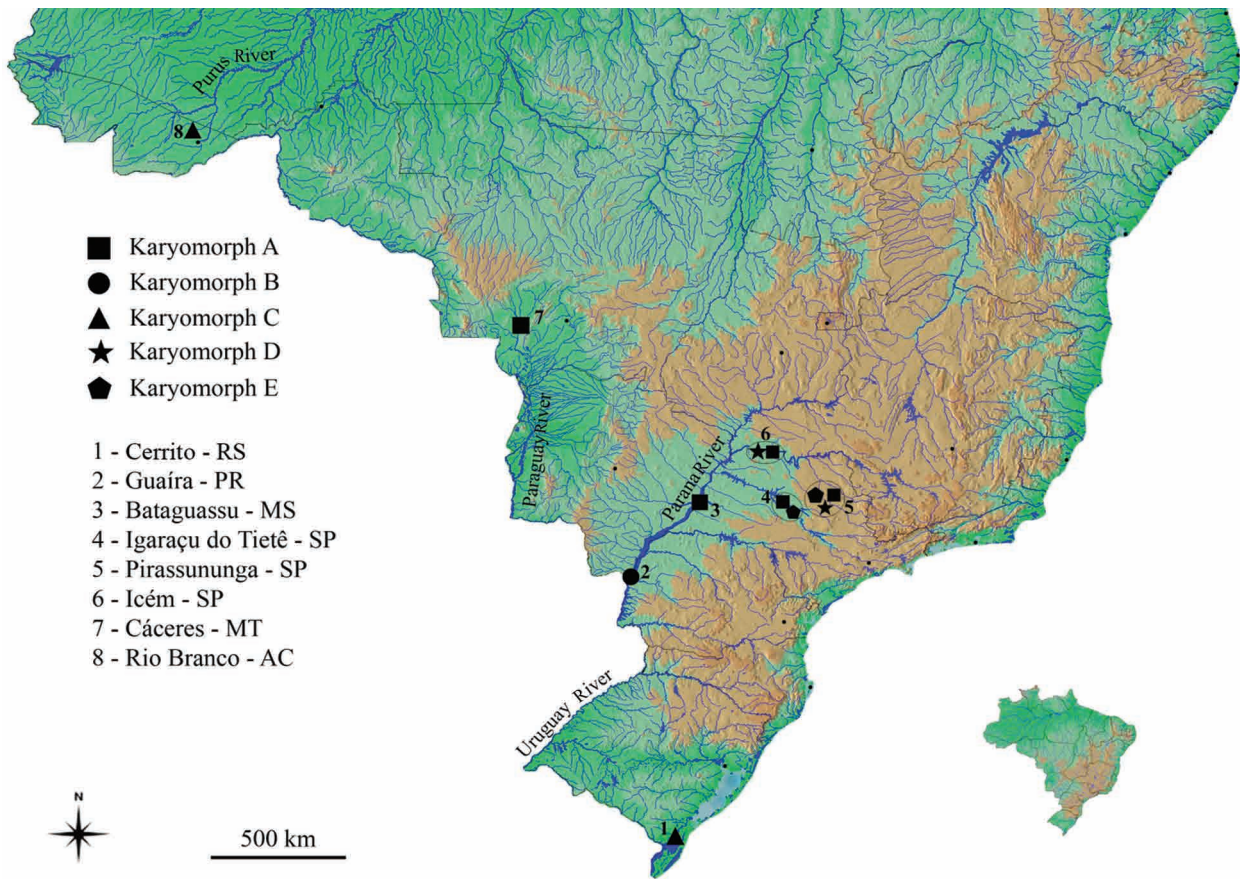 Purus River
8
Karyomorph A
Karyomorph B
Karyomorph C
Karyomorph D
Karyomorph E
7
Paraguay River
Parana River
6
5
4
3
2
1 - Cerrito - RS
2 - Guaíra - PR
3 - Bataguassu - MS
4 - Igaraçu do Tietê - SP
5 - Pirassununga - SP
6 - Icém - SP
7 - Cáceres - MT
8 - Rio Branco - AC
Uruguay River
1
N
500 km